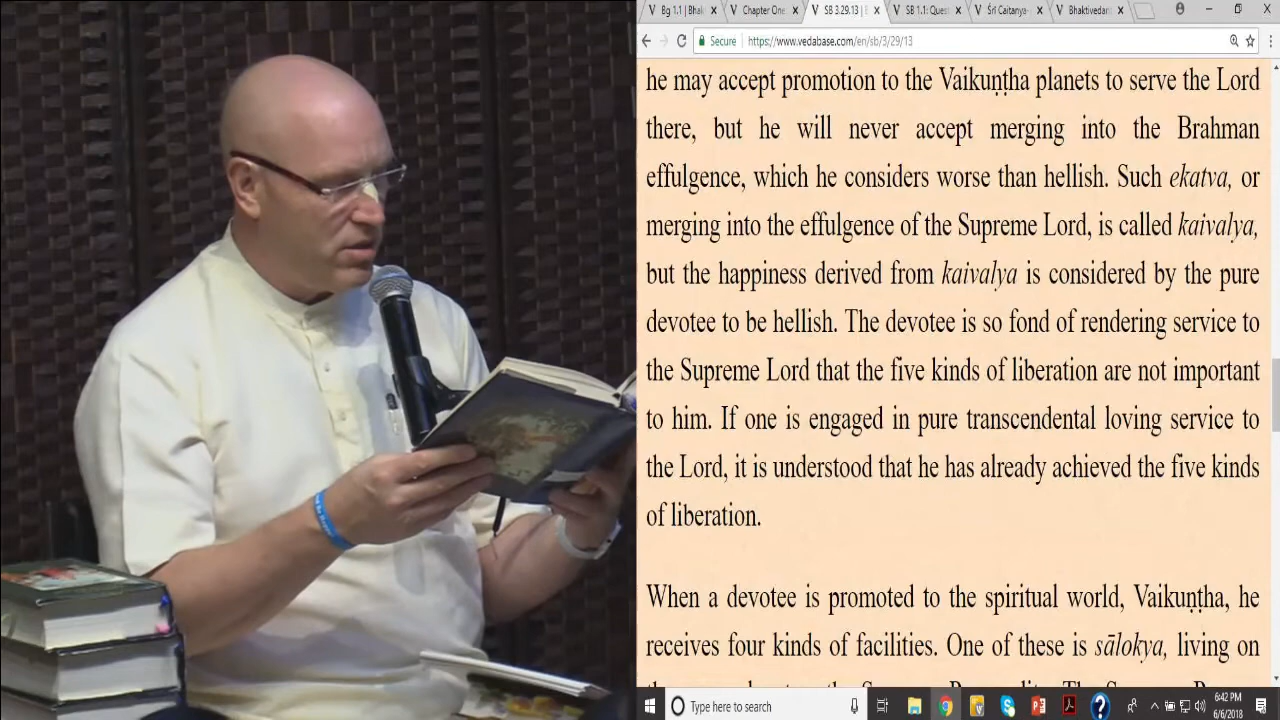 Bg 1.1 | Bhak
Chapter One
SB 3.29.13 | B
SB 1.1: Quest
Śrī Caitanya-
Bhaktivedant
Secure
https://www.vedabase.com/en/sb/3/29/13
he may accept promotion to the Vaikuṇṭha planets to serve the Lord
there, but he will never accept merging into the Brahman
effulgence, which he considers worse than hellish. Such ekatva, or
merging into the effulgence of the Supreme Lord, is called kaivalya,
but the happiness derived from kaivalya is considered by the pure
devotee to be hellish. The devotee is so fond of rendering service to
the Supreme Lord that the five kinds of liberation are not important
to him. If one is engaged in pure transcendental loving service to
the Lord, it is understood that he has already achieved the five kinds
of liberation.
When a devotee is promoted to the spiritual world, Vaikuṇṭha, he
receives four kinds of facilities. One of these is sālokya, living on
Type here to search
6:42 PM
6/6/2018